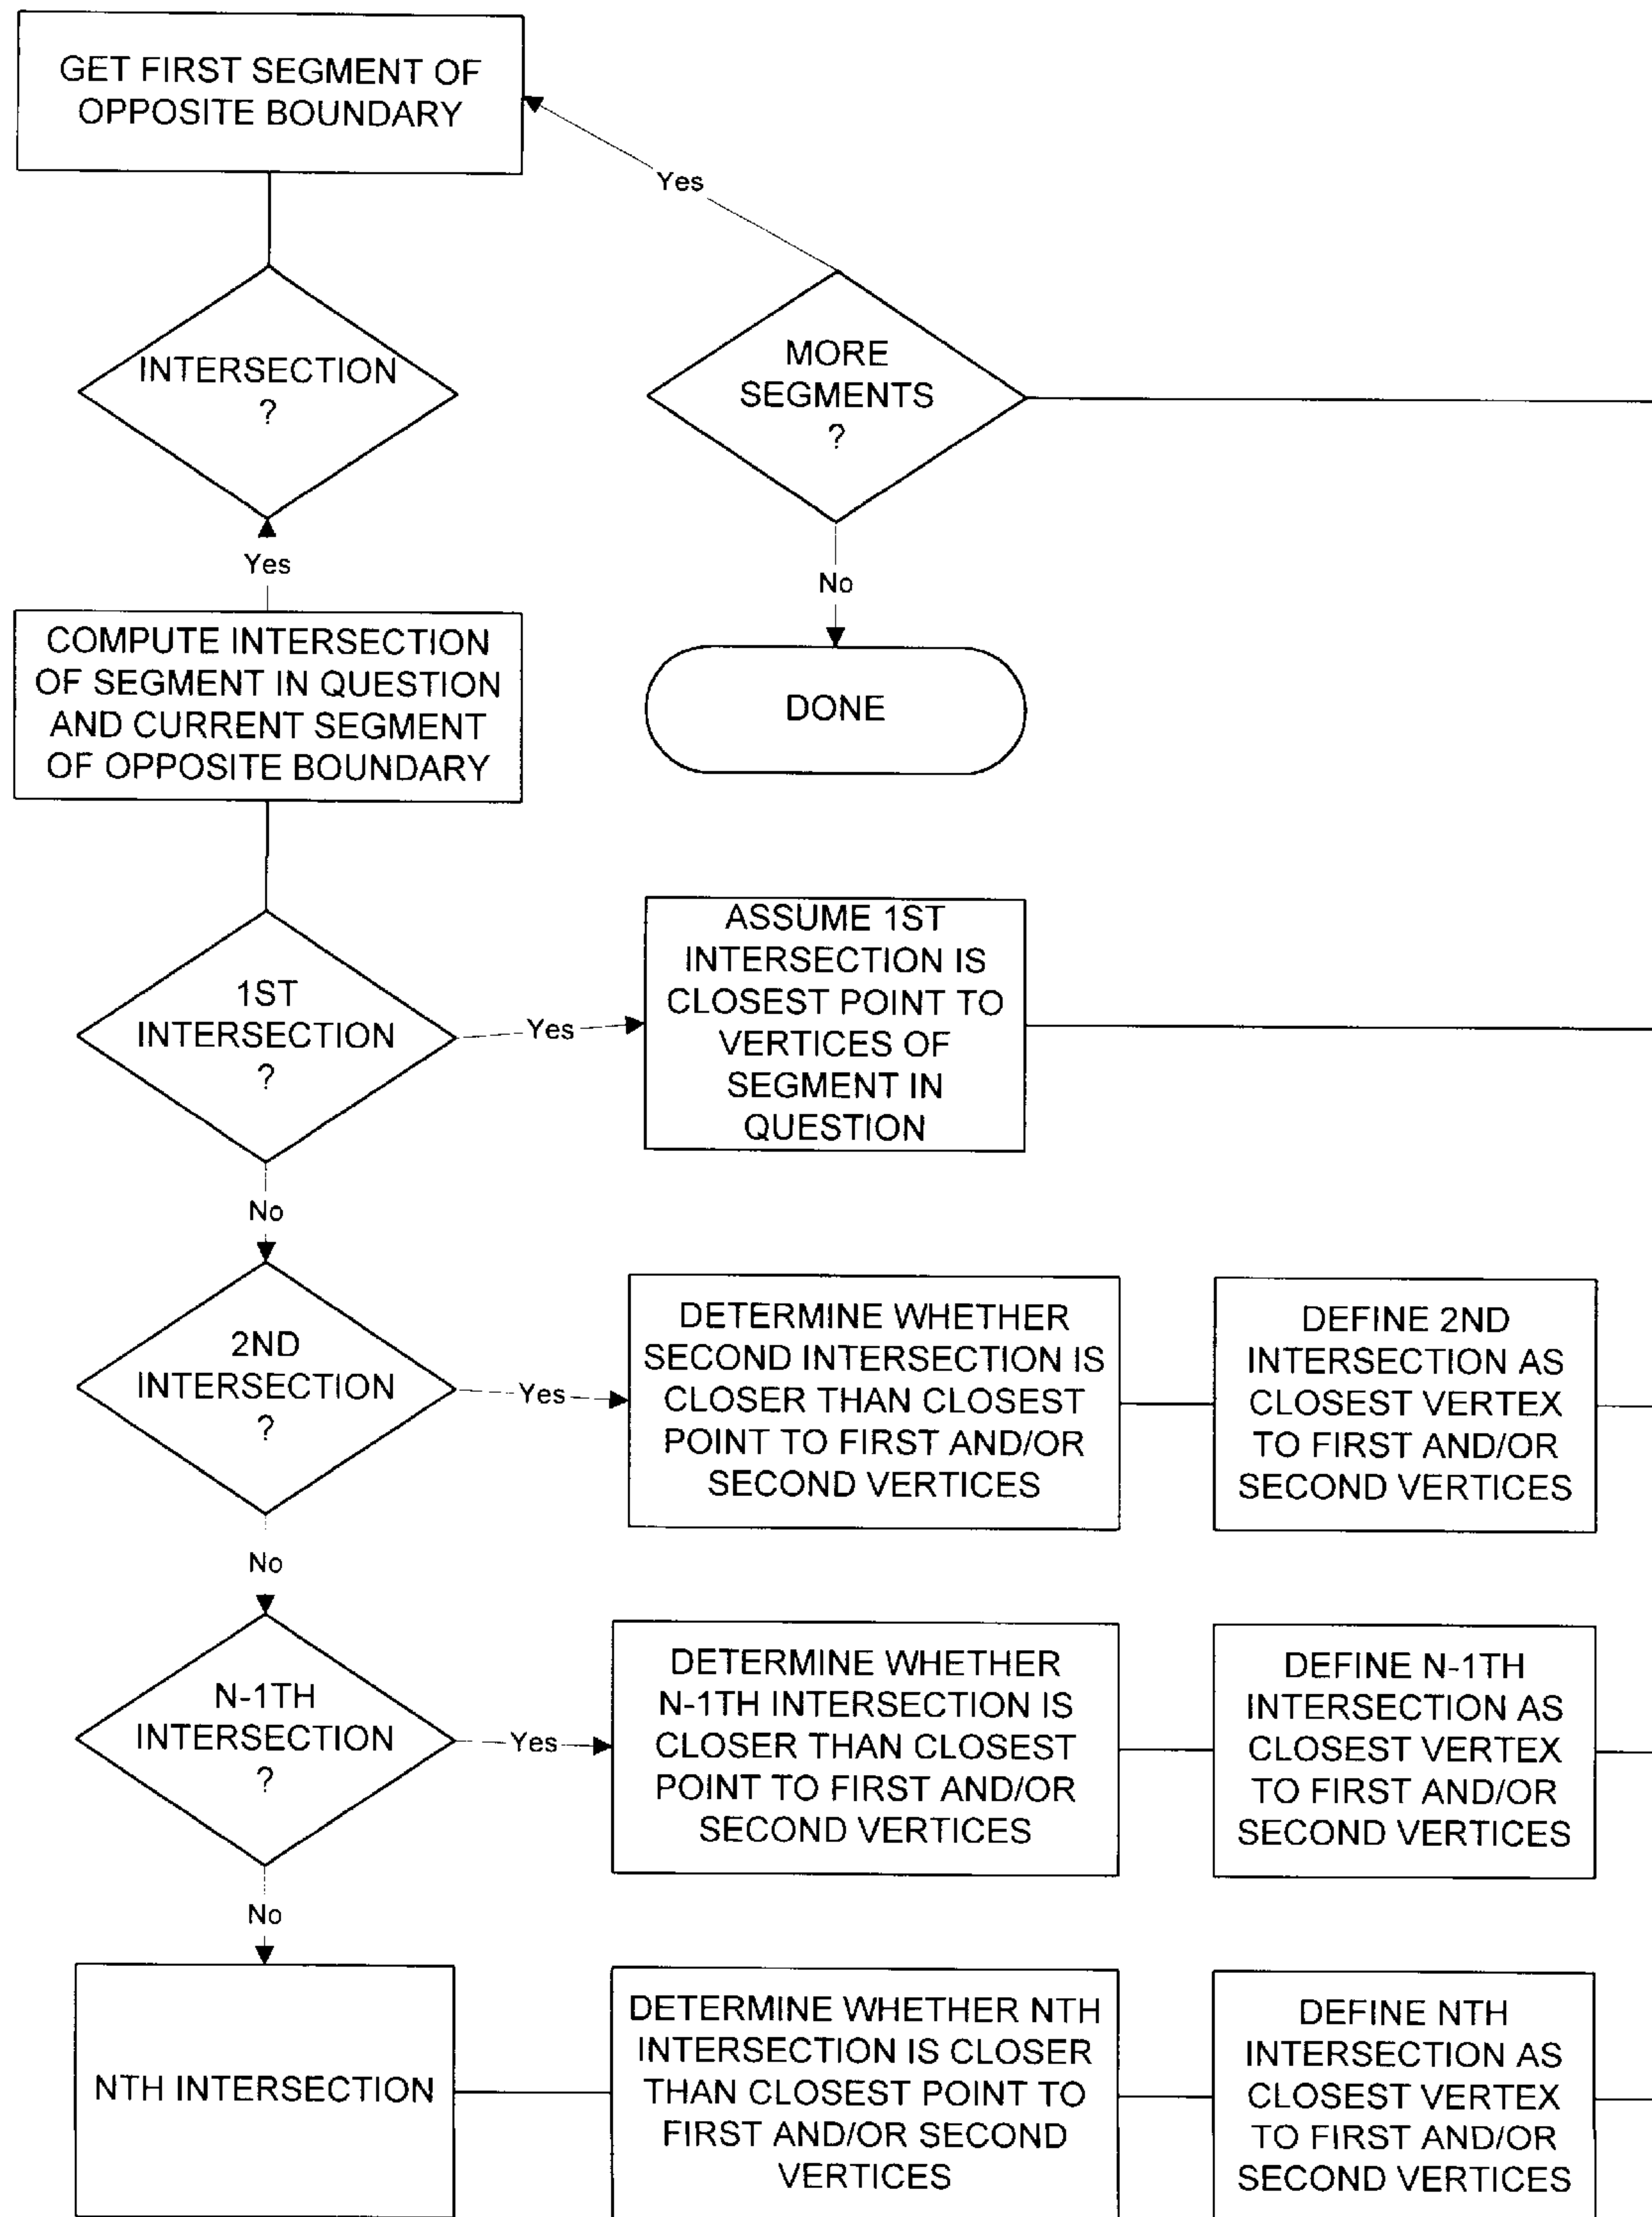 GET FIRST SEGMENT OF
OPPOSITE BOUNDARY
Yes
INTERSECTION
?
MORE
SEGMENTS
?
Yes
No
COMPUTE INTERSECTION
OF SEGMENT IN QUESTION
AND CURRENT SEGMENT
OF OPPOSITE BOUNDARY
DONE
1ST
INTERSECTION
?
Yes
ASSUME 1ST
INTERSECTION IS
CLOSEST POINT TO
VERTICES OF
SEGMENT IN
QUESTION
No
2ND
INTERSECTION
?
Yes
DETERMINE WHETHER
SECOND INTERSECTION IS
CLOSER THAN CLOSEST
POINT TO FIRST AND/OR
SECOND VERTICES
DEFINE 2ND
INTERSECTION AS
CLOSEST VERTEX
TO FIRST AND/OR
SECOND VERTICES
No
N-1TH
INTERSECTION
?
Yes
DETERMINE WHETHER
N-1TH INTERSECTION IS
CLOSER THAN CLOSEST
POINT TO FIRST AND/OR
SECOND VERTICES
DEFINE N-1TH
INTERSECTION AS
CLOSEST VERTEX
TO FIRST AND/OR
SECOND VERTICES
No
NTH INTERSECTION
DETERMINE WHETHER NTH
INTERSECTION IS CLOSER
THAN CLOSEST POINT TO
FIRST AND/OR SECOND
VERTICES
DEFINE NTH
INTERSECTION AS
CLOSEST VERTEX
TO FIRST AND/OR
SECOND VERTICES